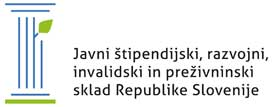 Javni štipendijski, razvojni,
invalidski in preživninski
sklad Republike Slovenije